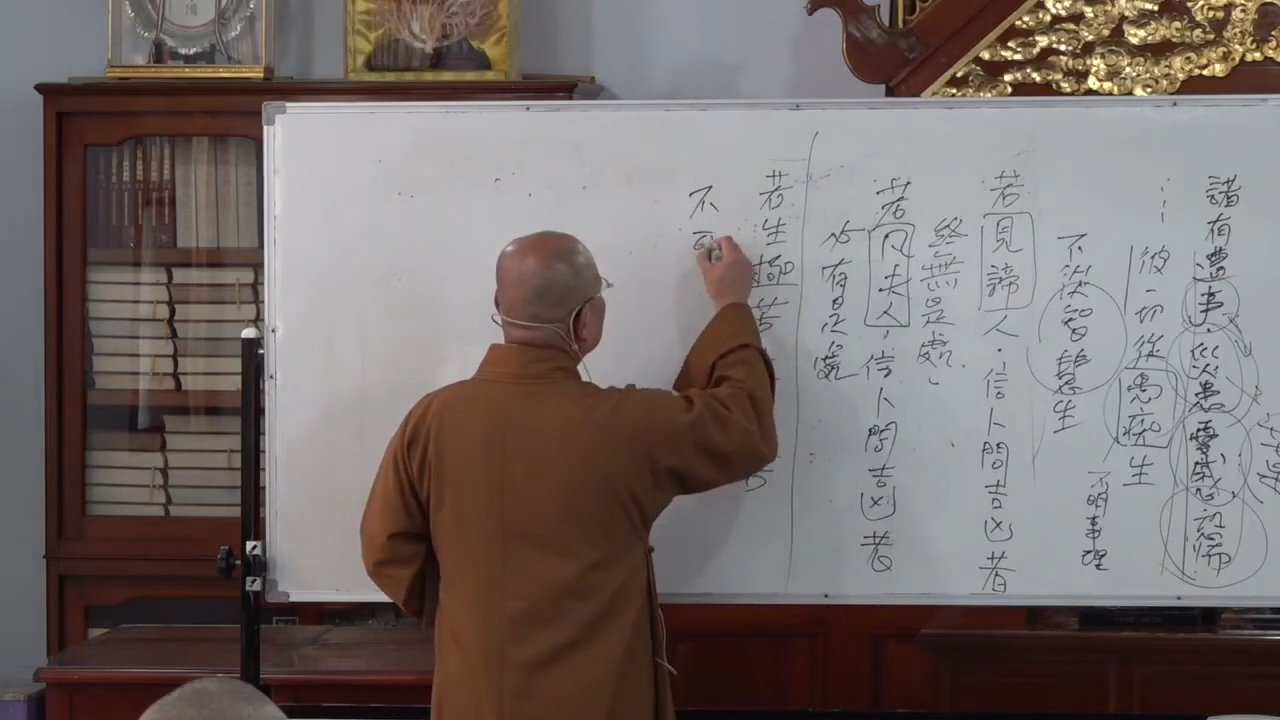 諸有遭事、災患憂慼、恐怖
…彼一切從愚癡生
不從智慧生
不明事理
若見諦人、信卜問吉凶者
終無是處。
若凡夫人、信卜問吉凶者
必有是處
若生極苦
不可